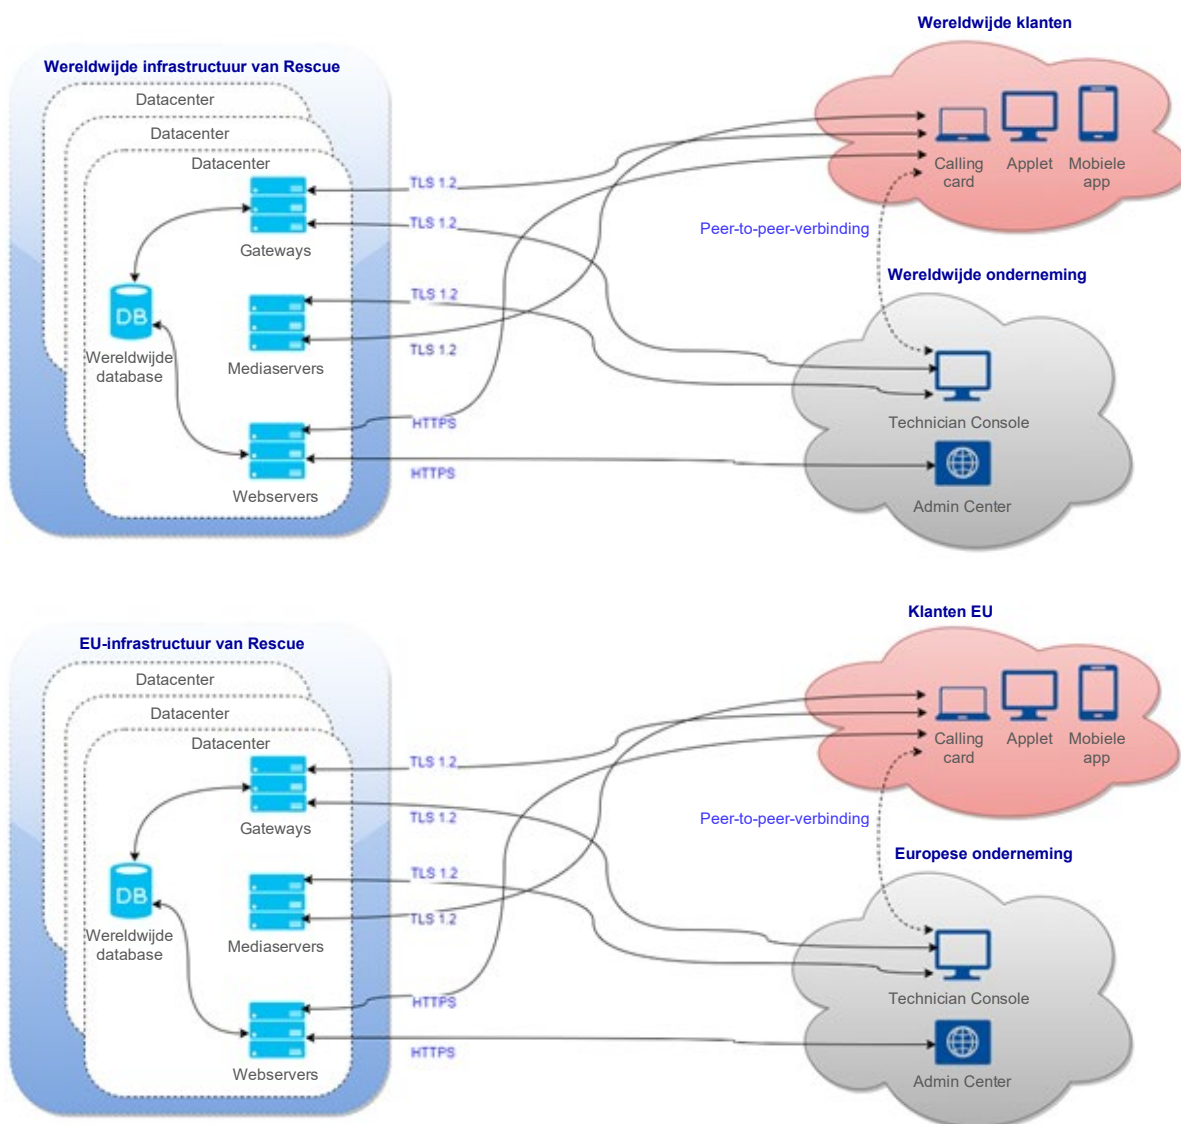 Wereldwijde klanten
Wereldwijde infrastructuur van Rescue
Datacenter
Datacenter
Datacenter
TLS 1.2
Calling
card
Applet
Mobiele
app
TLS 1.2
Gateways
Peer-to-peer-verbinding
Wereldwijde onderneming
TLS 1.2
DB
Wereldwijde
database
Mediaservers
TLS 1.2
Technician Console
HTTPS
HTTPS
Webservers
Admin Center
Klanten EU
EU-infrastructuur van Rescue
Datacenter
Datacenter
Datacenter
TLS 1.2
Calling
card
Applet
Mobiele
app
TLS 1.2
Gateways
Peer-to-peer-verbinding
Europese onderneming
TLS 1.2
DB
Wereldwijde
database
Mediaservers
TLS 1.2
Technician Console
HTTPS
HTTPS
Webservers
Admin Center